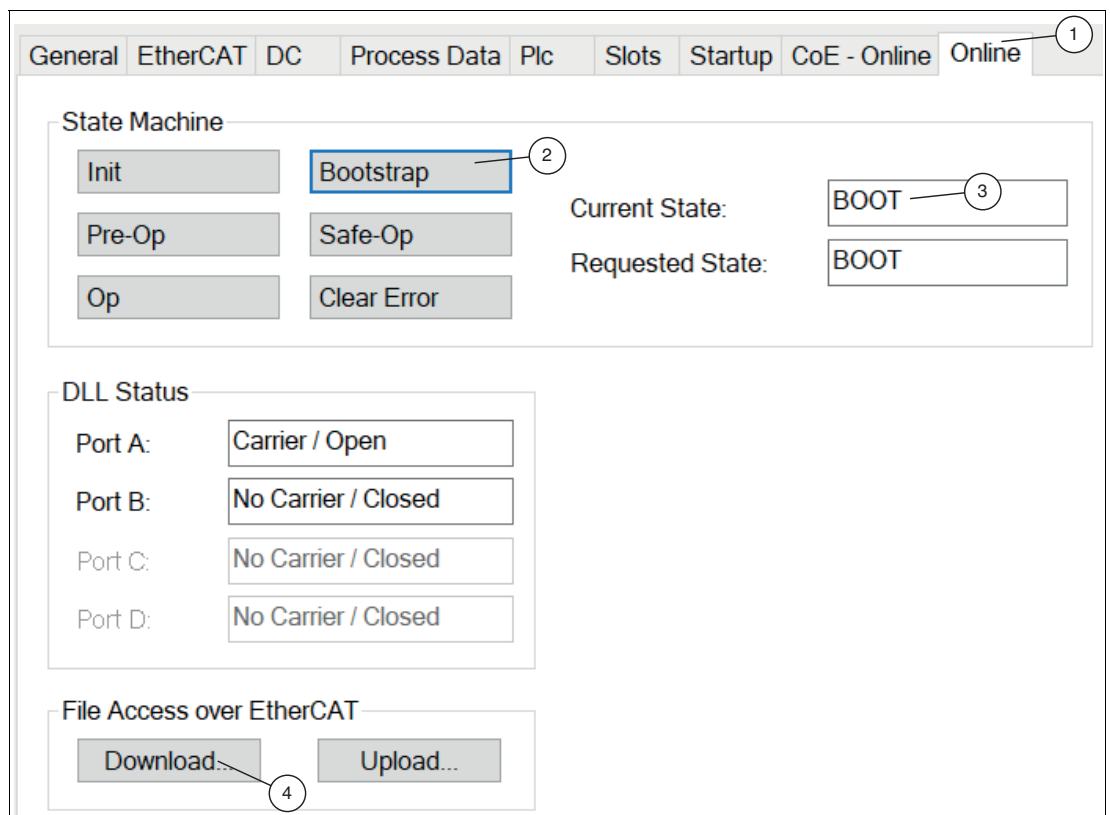 General EtherCAT DC Process Data Plc Slots Startup CoE - Online Online 1
State Machine
Init Bootstrap 2
Pre-Op Safe-Op
Op Clear Error
Current State: BOOT 3
Requested State: BOOT
DLL Status
Port A: Carrier / Open
Port B: No Carrier / Closed
Port C: No Carrier / Closed
Port D: No Carrier / Closed
File Access over EtherCAT
Download... Upload...
4